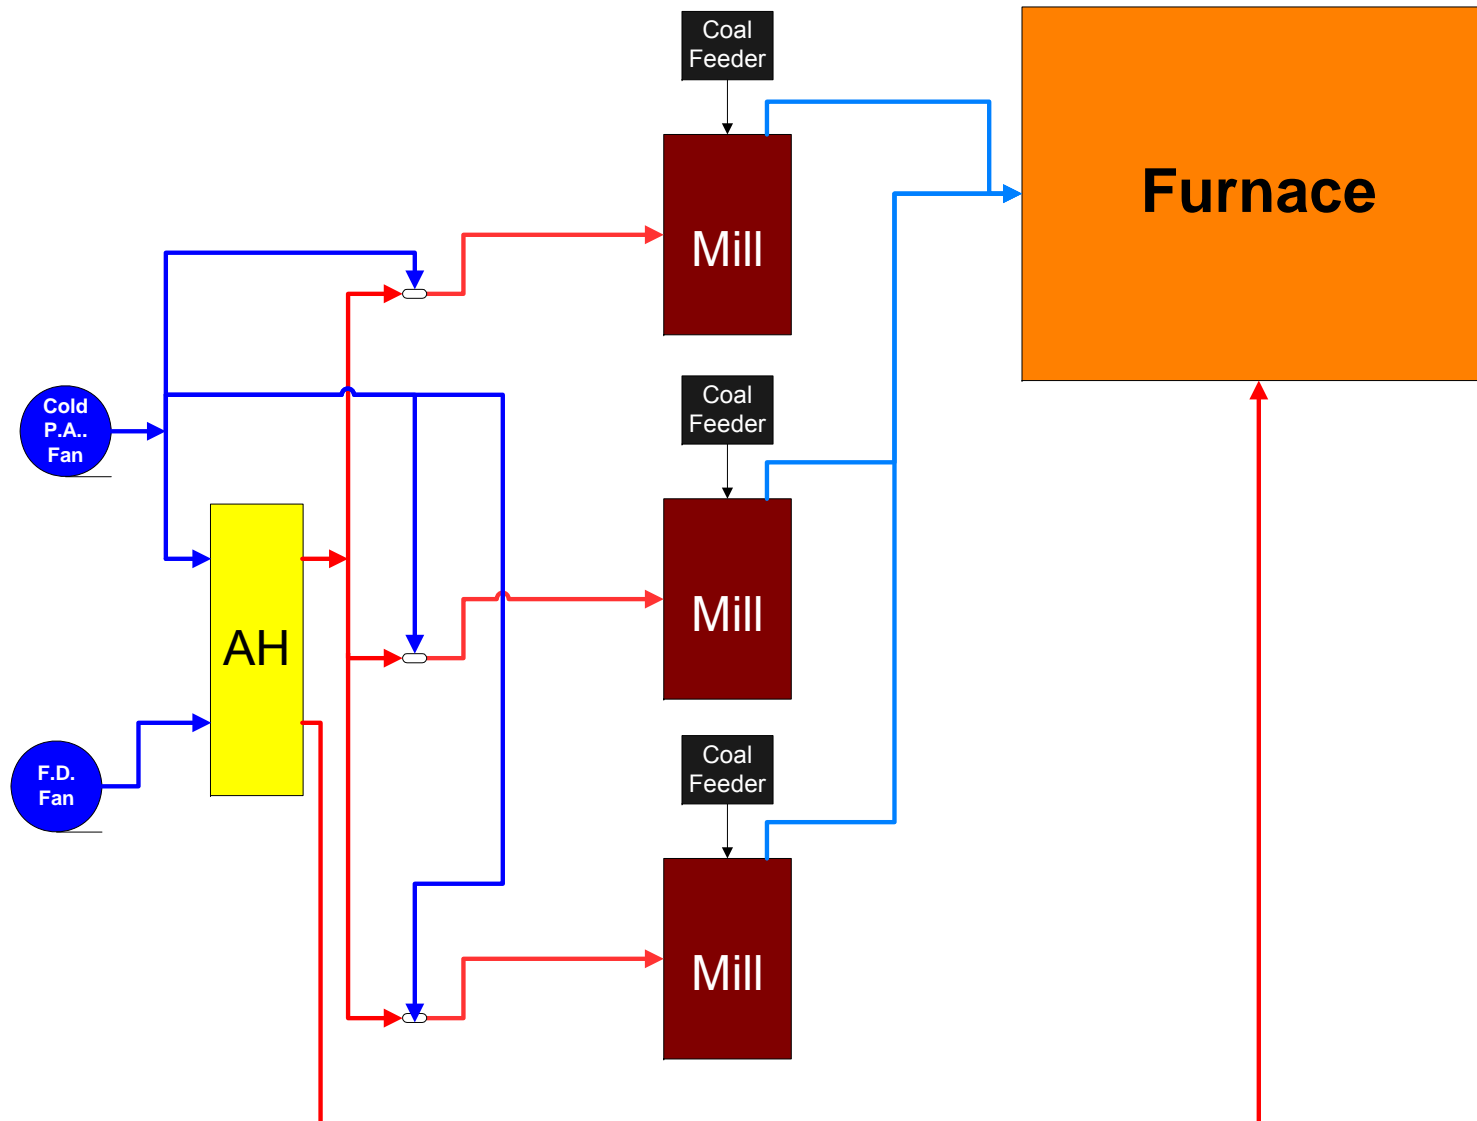 Coal
Feeder
Furnace
Mill
Cold
P.A..
Fan
Coal
Feeder
Mill
AH
F.D.
Fan
Coal
Feeder
Mill